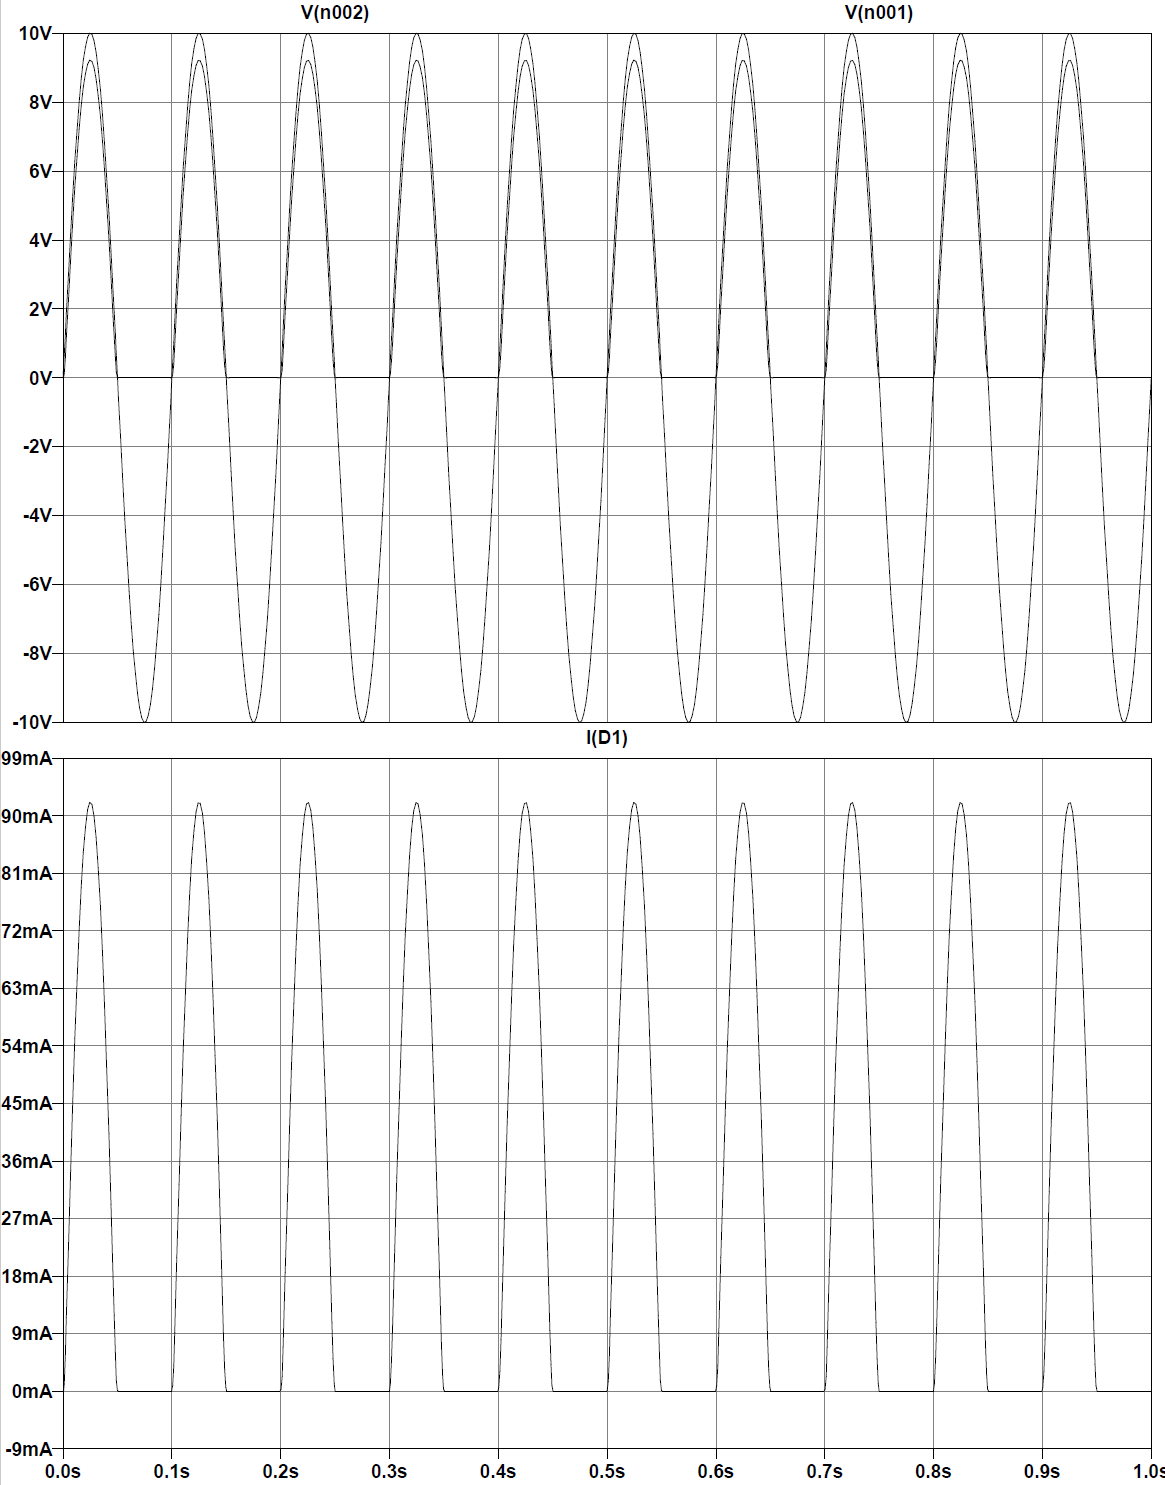 V(n002) V(n001)
10V
8V
6V
4V
2V
0V
-2V
-4V
-6V
-8V
-10V
I(D1)
99mA
90mA
81mA
72mA
63mA
54mA
45mA
36mA
27mA
18mA
9mA
0mA
-9mA
0.0s 0.1s 0.2s 0.3s 0.4s 0.5s 0.6s 0.7s 0.8s 0.9s 1.0s